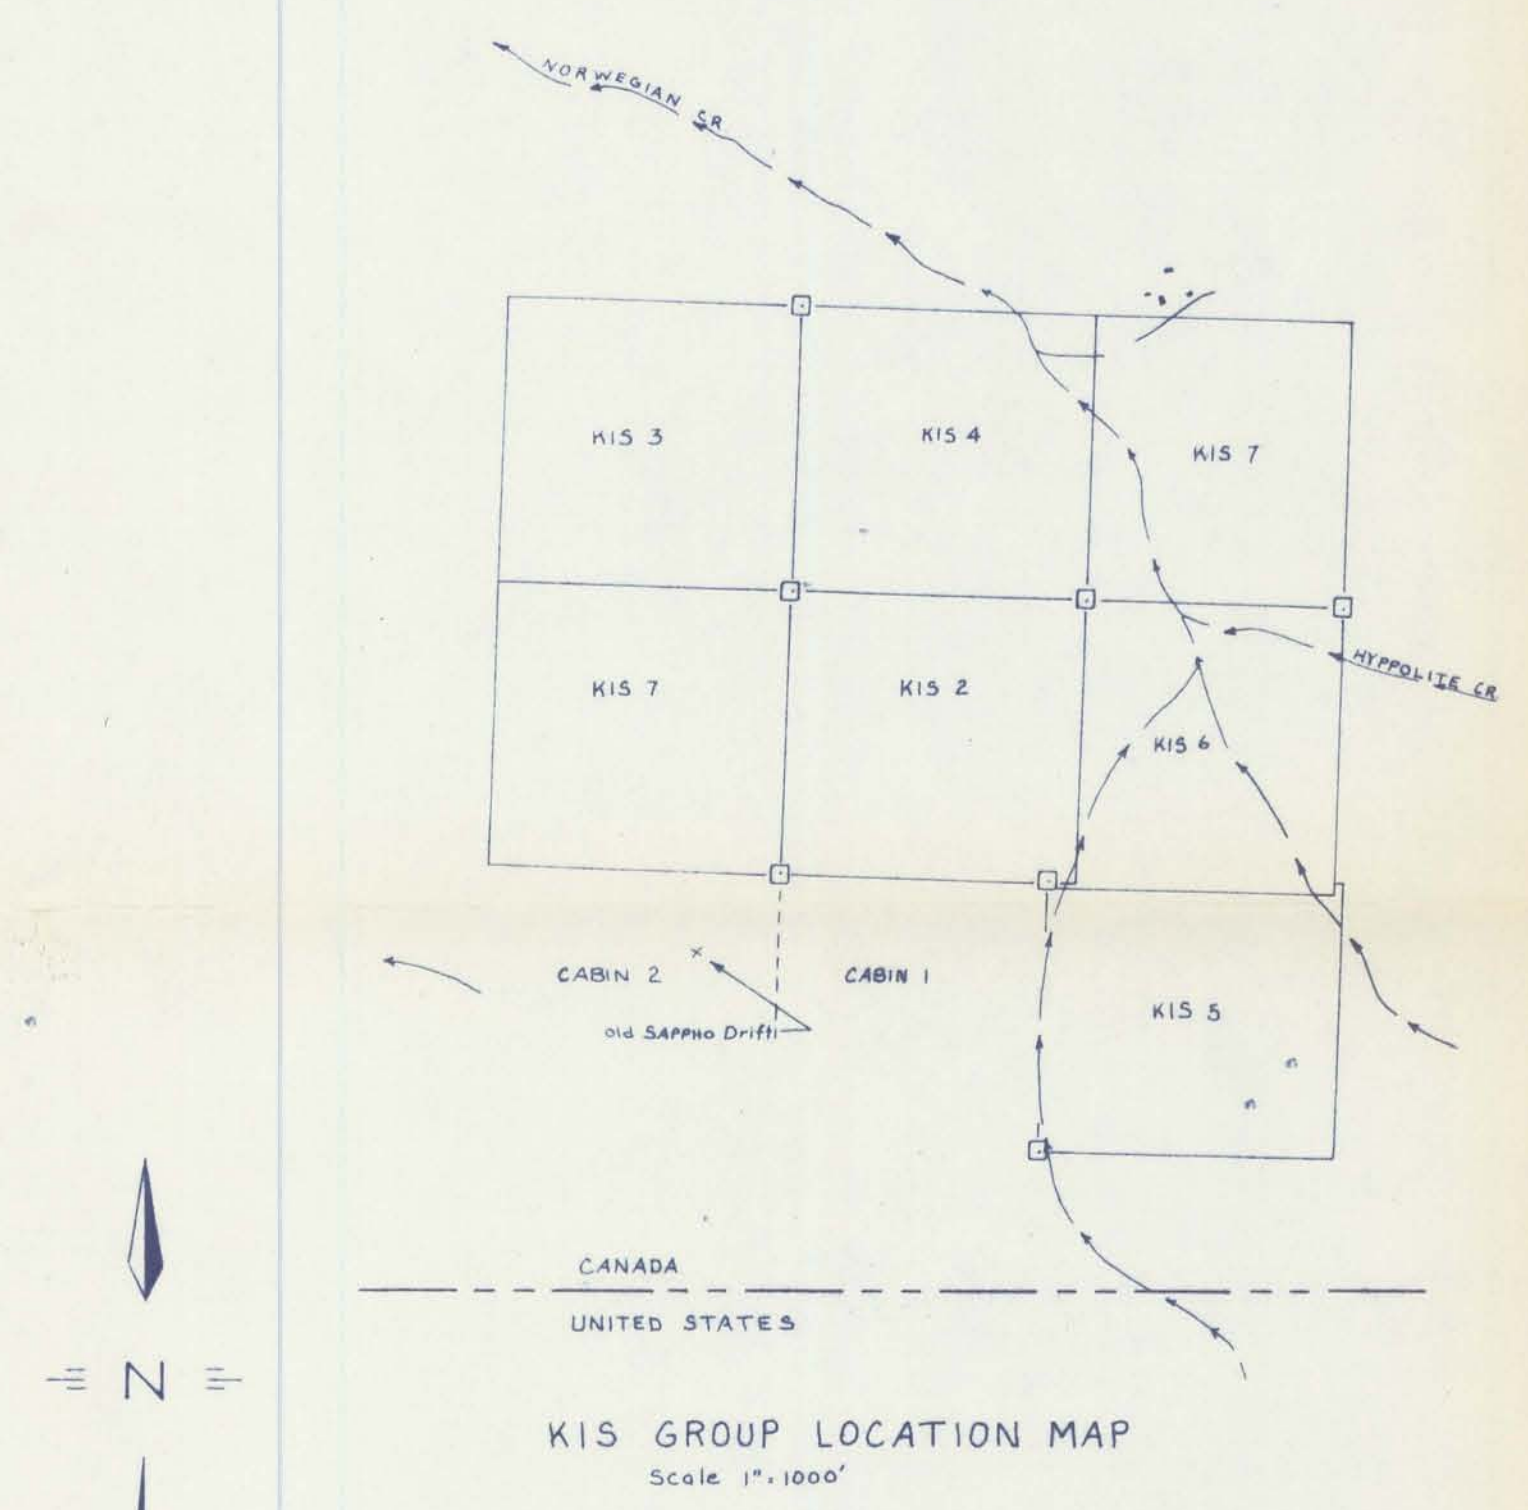 NORWEGIAN CR
KIS 3
KIS 4
KIS 7
KIS 7
KIS 2
HYPPOLITE CR
KIS 6
CABIN 2
CABIN 1
old SAPPHO Drift
KIS 5
CANADA
UNITED STATES
N
KIS GROUP LOCATION MAP
Scale 1" = 1000'